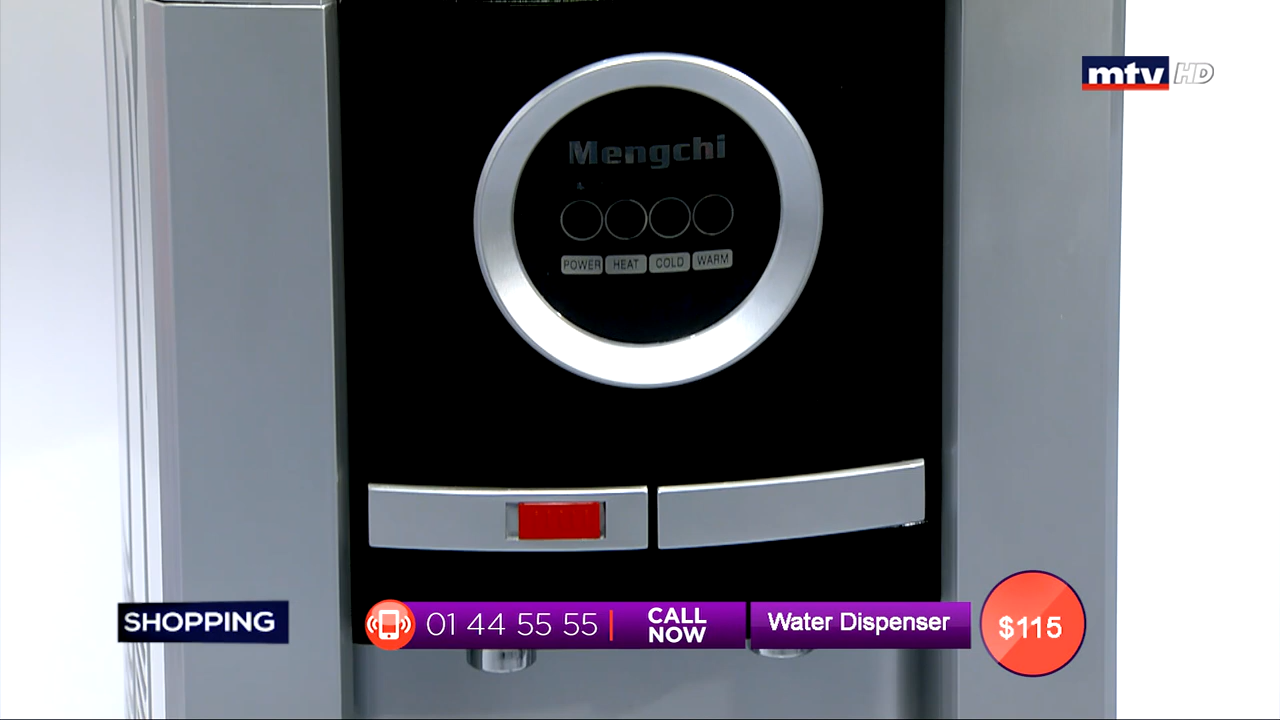 mtv HD
Mengchi
POWER HEAT COLD WARM
SHOPPING
01 44 55 55
CALL
NOW
Water Dispenser
$115